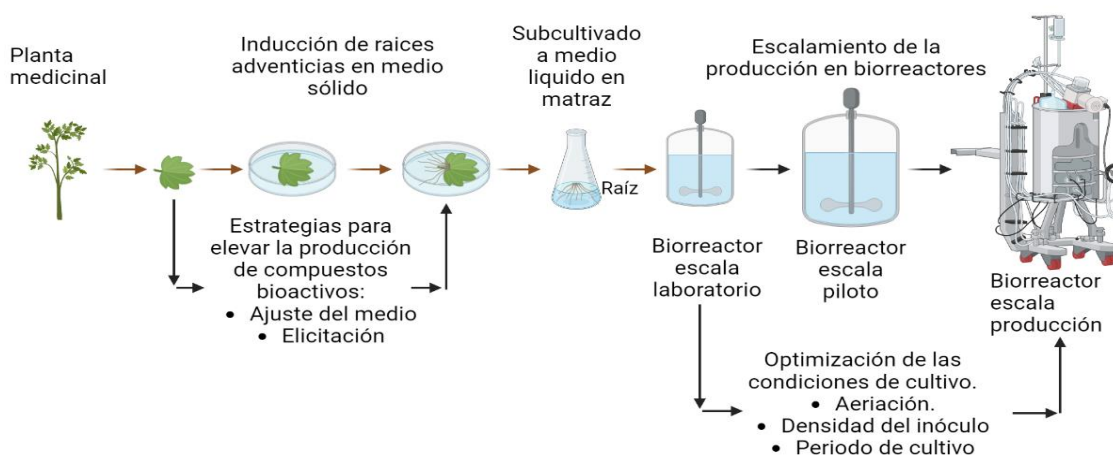 Planta
medicinal
Inducción de raices
adventicias en medio
sólido
Subcultivado
a medio
liquido en
matraz
Escalamiento de la
producción en biorreactores
Raíz
Estrategias para
elevar la producción
de compuestos
bioactivos:
• Ajuste del medio
• Elicitación
Biorreactor
escala
laboratorio
Biorreactor
escala
piloto
Biorreactor
escala
producción
Optimización de las
condiciones de cultivo.
• Aeriación.
• Densidad del inóculo
• Periodo de cultivo